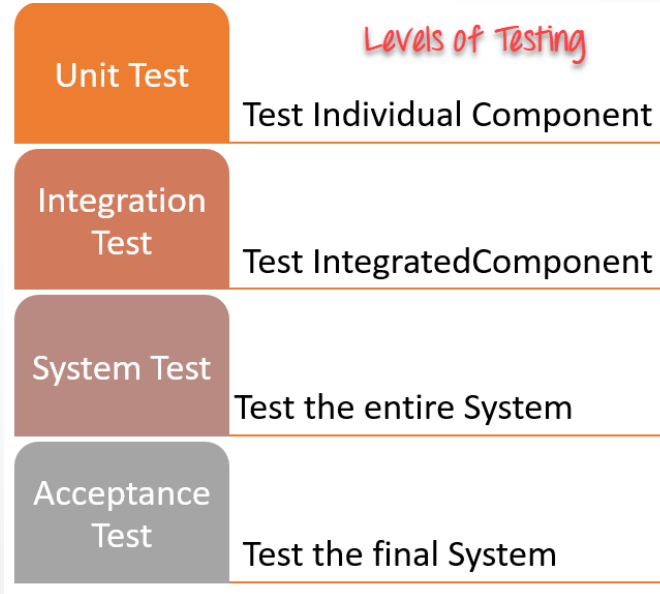 Levels of Testing
Unit Test
Test Individual Component
Integration
Test
Test IntegratedComponent
System Test
Test the entire System
Acceptance
Test
Test the final System